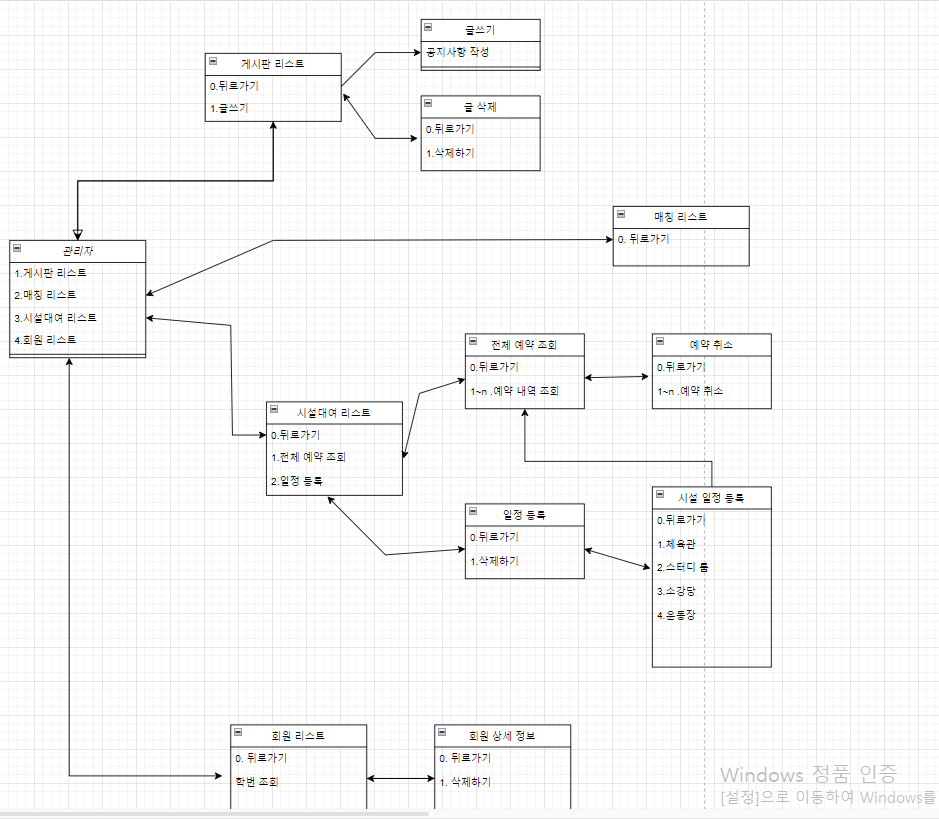 글쓰기
공지사항 작성
게시판 리스트
0.뒤로가기
1.글쓰기
글 삭제
0.뒤로가기
1.삭제하기
매칭 리스트
0. 뒤로가기
관리자
1.게시판 리스트
2.매칭 리스트
3.시설대여 리스트
4.회원 리스트
전체 예약 조회
0.뒤로가기
1~n .예약 내역 조회
예약 취소
0.뒤로가기
1~n .예약 취소
시설대여 리스트
0.뒤로가기
1.전체 예약 조회
2.일정 등록
일정 등록
0.뒤로가기
1.삭제하기
시설 일정 등록
0.뒤로가기
1.체육관
2.스터디 룸
3.소강당
4.운동장
회원 리스트
0. 뒤로가기
학번 조회
회원 상세 정보
0. 뒤로가기
1. 삭제하기
Windows 정품 인증
[설정]으로 이동하여 Windows를